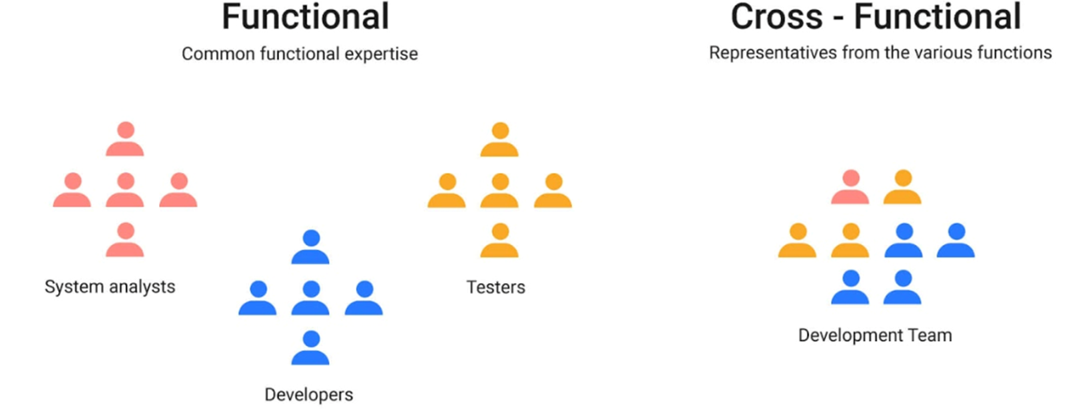 Functional
Common functional expertise
System analysts
Developers
Testers
Cross - Functional
Representatives from the various functions
Development Team